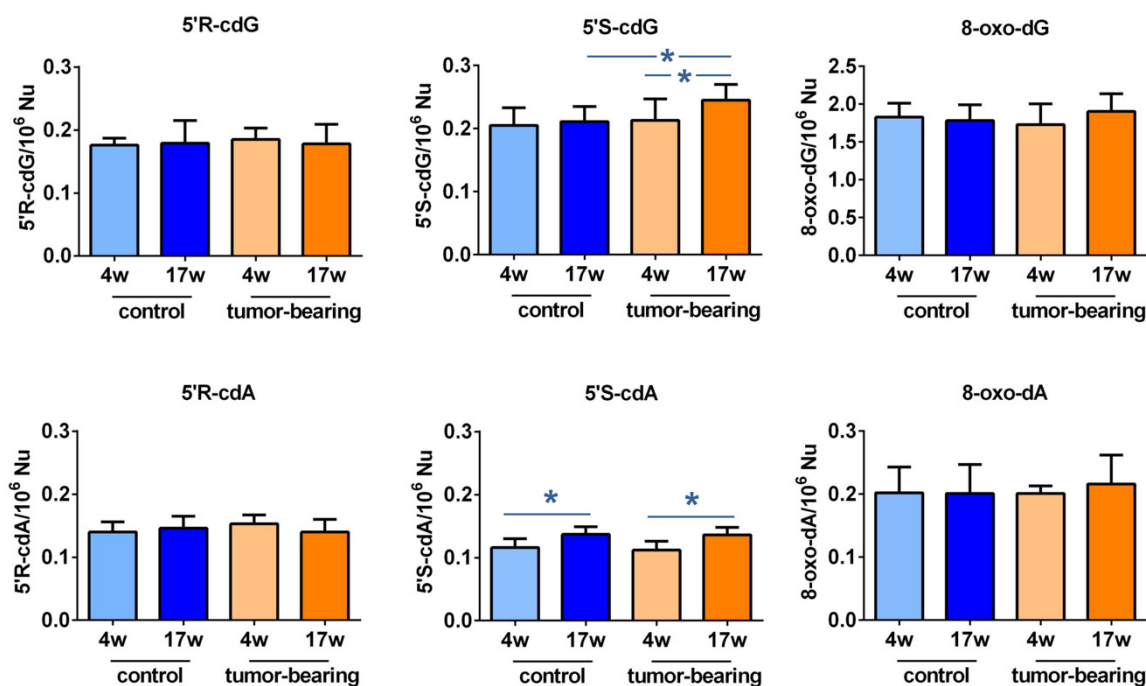 5'R-cdG
5'R-cdG/10⁶ Nu
0.3
0.2
0.1
0.0
4w 17w 4w 17w
control tumor-bearing
5'S-cdG
5'S-cdG/10⁶ Nu
0.3
0.2
0.1
0.0
*
*
4w 17w 4w 17w
control tumor-bearing
8-oxo-dG
8-oxo-dG/10⁶ Nu
2.5
2.0
1.5
1.0
0.5
0.0
4w 17w 4w 17w
control tumor-bearing
5'R-cdA
5'R-cdA/10⁶ Nu
0.3
0.2
0.1
0.0
4w 17w 4w 17w
control tumor-bearing
5'S-cdA
5'S-cdA/10⁶ Nu
0.3
0.2
0.1
0.0
* *
4w 17w 4w 17w
control tumor-bearing
8-oxo-dA
8-oxo-dA/10⁶ Nu
0.3
0.2
0.1
0.0
4w 17w 4w 17w
control tumor-bearing